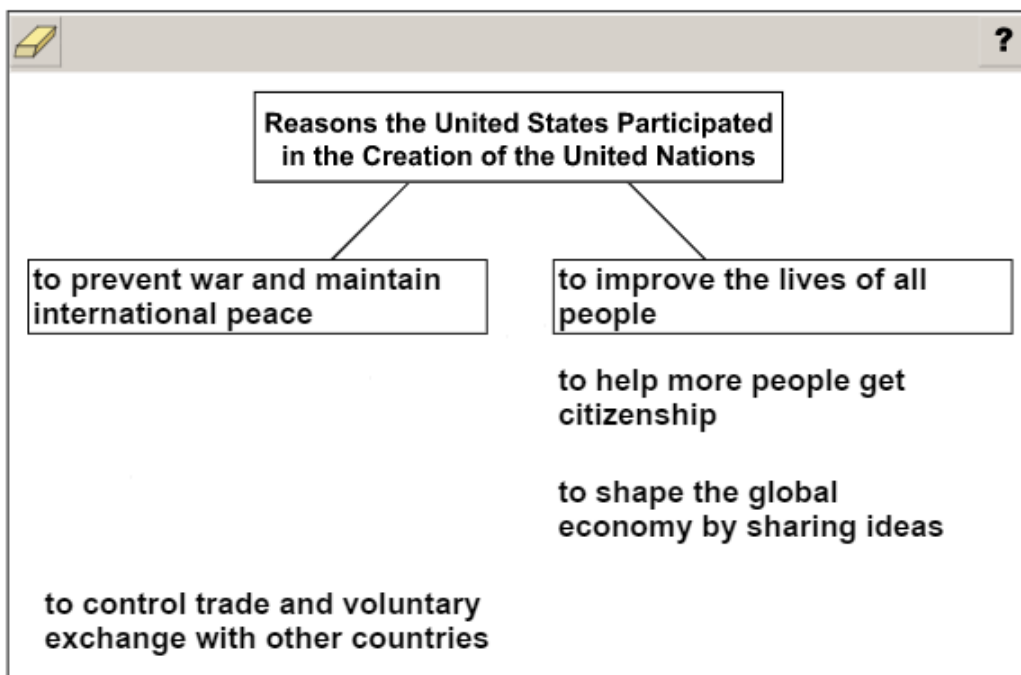 ?
Reasons the United States Participated
in the Creation of the United Nations
to prevent war and maintain
international peace
to improve the lives of all
people
to help more people get
citizenship
to shape the global
economy by sharing ideas
to control trade and voluntary
exchange with other countries